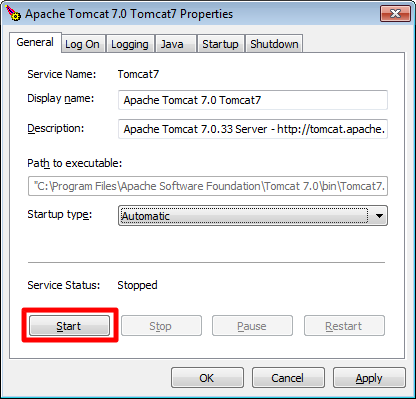 Apache Tomcat 7.0 Tomcat7 Properties
General Log On Logging Java Startup Shutdown
Service Name: Tomcat7
Display name: Apache Tomcat 7.0 Tomcat7
Description: Apache Tomcat 7.0.33 Server - http://tomcat.apache.
Path to executable:
"C:\Program Files\Apache Software Foundation\Tomcat 7.0\bin\Tomcat7.
Startup type: Automatic
Service Status: Stopped
Start Stop Pause Restart
OK Cancel Apply